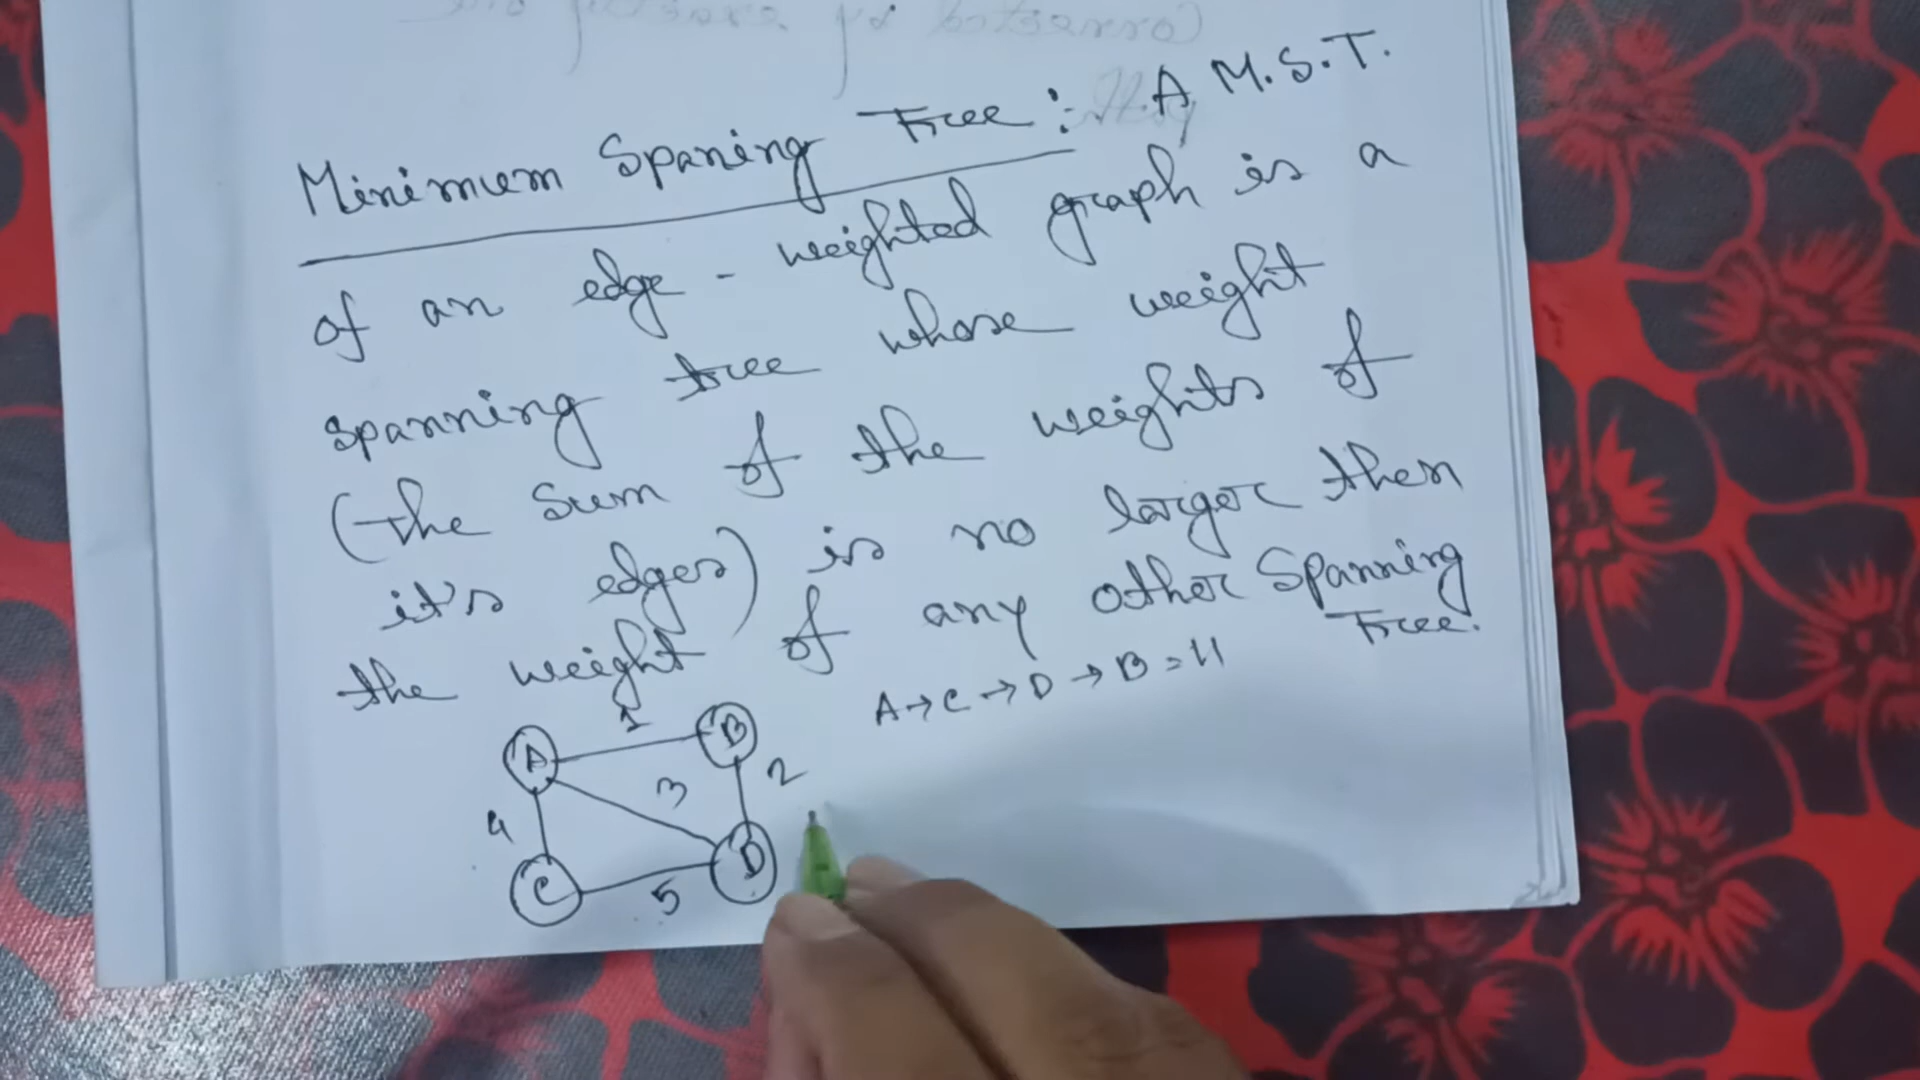 Minimum Spaning Tree: A M.S.T.
of an edge - weighted graph is a
spanning tree whose weight
(the sum of the weights of
it's edges) is no larger then
the weight of any other Spanning
Tree.
A→C→D→B=11
1
A B
3 2
4
C 5 D